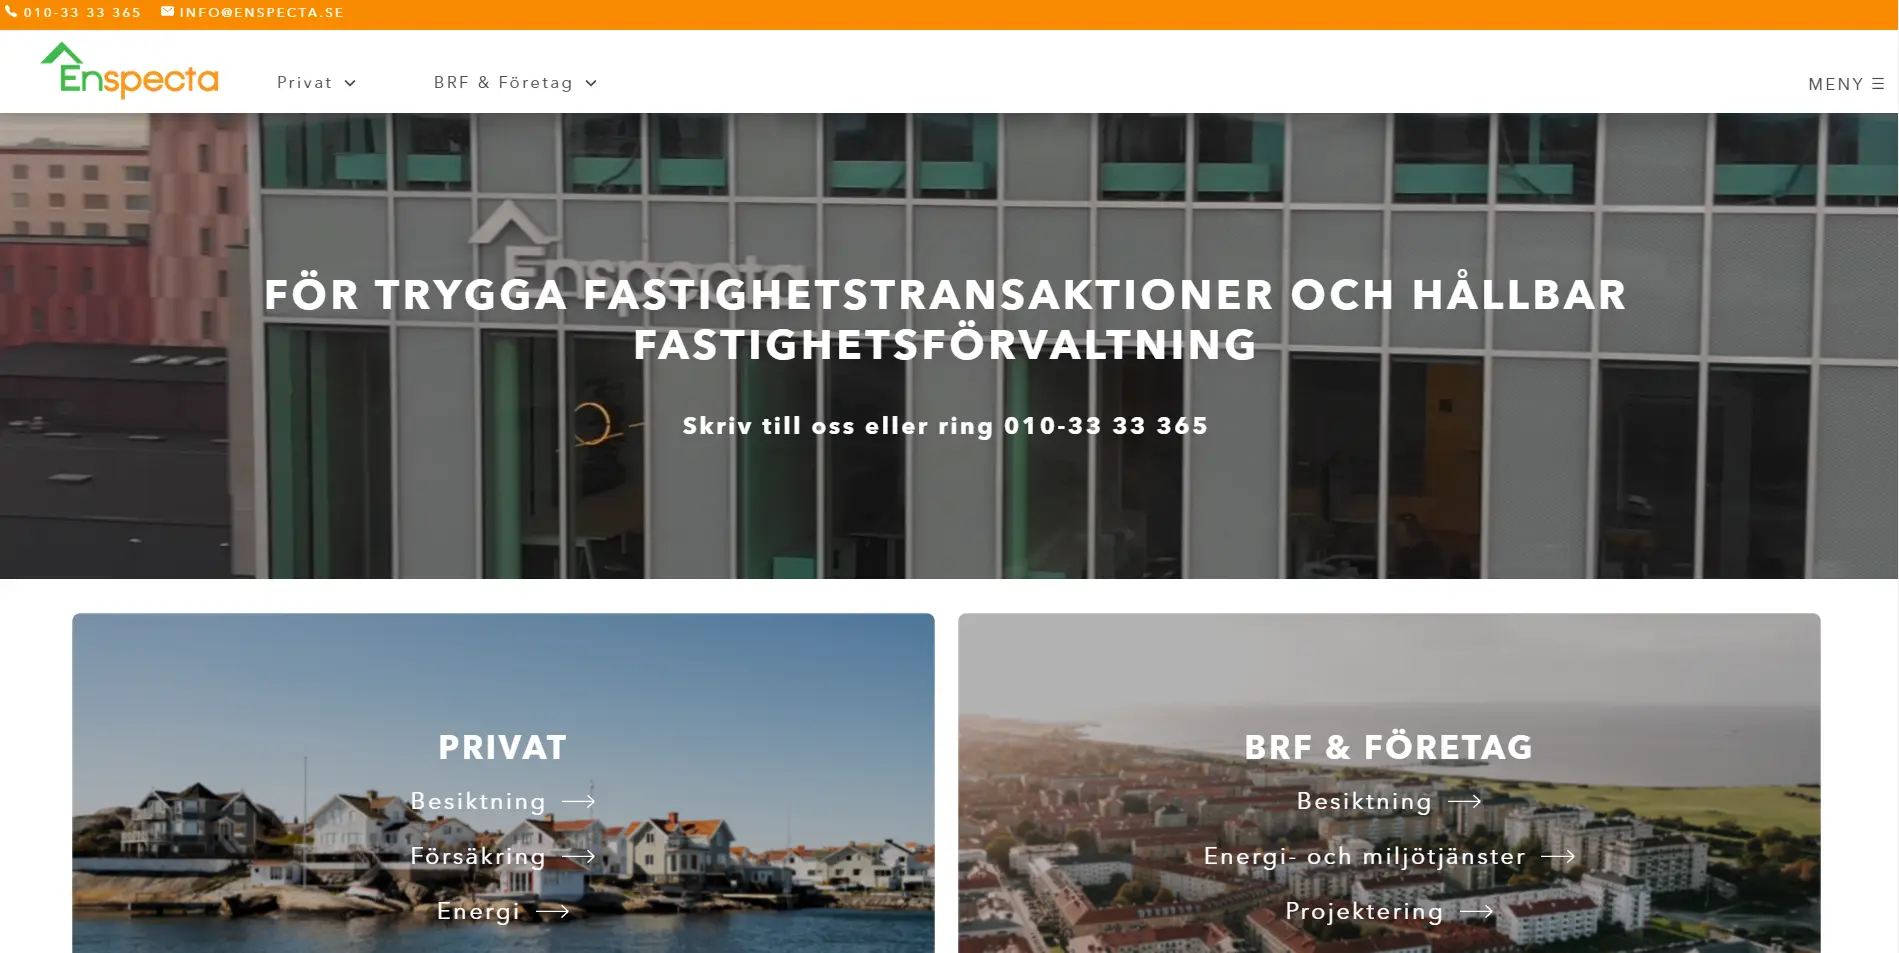 010-33 33 365 INFO@ENSPECTA.SE
Enspecta
Privat BRF & Företag MENY
Enspecta
FÖR TRYGGA FASTIGHETSTRANSAKTIONER OCH HÅLLBAR
FASTIGHETSFÖRVALTNING
Skriv till oss eller ring 010-33 33 365
PRIVAT
Besiktning
Försäkring
Energi
BRF & FÖRETAG
Besiktning
Energi- och miljötjänster
Projektering